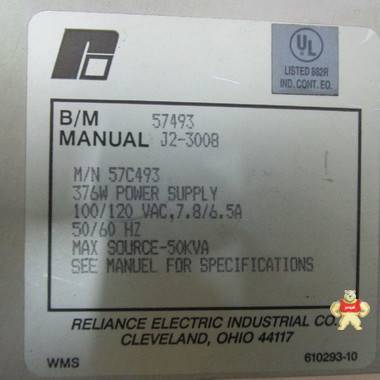 UL
LISTED 682R
IND. CONT. EQ.
B/M 57493
MANUAL J2-3008
M/N 57C493
376W POWER SUPPLY
100/120 VAC,7.8/6.5A
50/60 HZ
MAX SOURCE-50KVA
SEE MANUEL FOR SPECIFICATIONS
RELIANCE ELECTRIC INDUSTRIAL CO.
CLEVELAND, OHIO 44117
WMS 610293-10